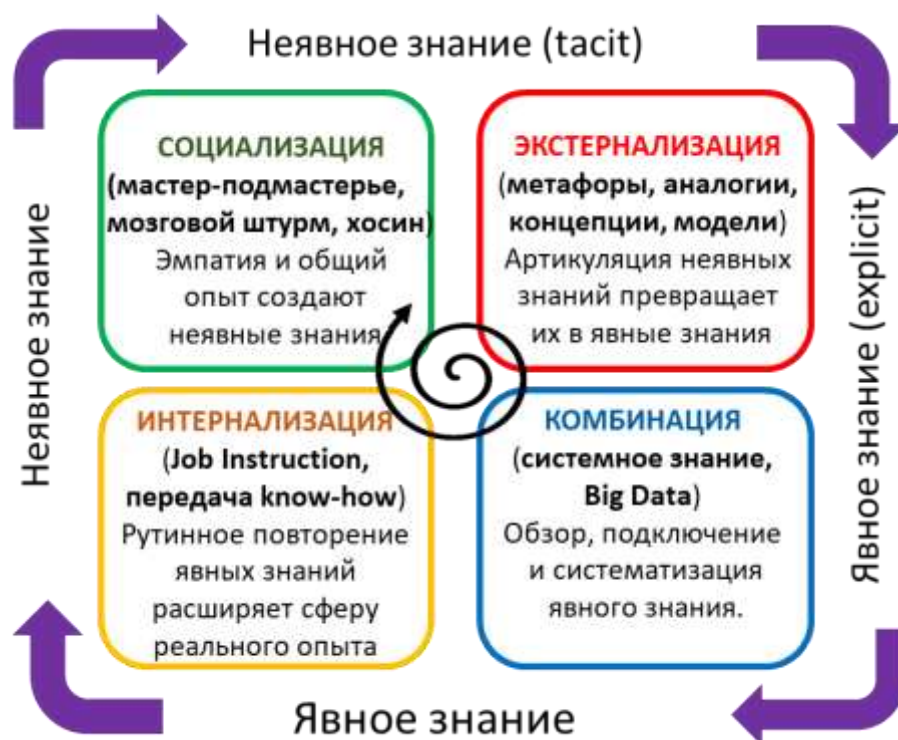 Неявное знание (tacit)
Неявное знание
СОЦИАЛИЗАЦИЯ
(мастер-подмастерье,
мозговой штурм, хосин)
Эмпатия и общий
опыт создают
неявные знания
ЭКСТЕРНАЛИЗАЦИЯ
(метафоры, аналогии,
концепции, модели)
Артикуляция неявных
знаний превращает
их в явные знания
Явное знание (explicit)
ИНТЕРНАЛИЗАЦИЯ
(Job Instruction,
передача know-how)
Рутинное повторение
явных знаний
расширяет сферу
реального опыта
КОМБИНАЦИЯ
(системное знание,
Big Data)
Обзор, подключение
и систематизация
явного знания.
Явное знание